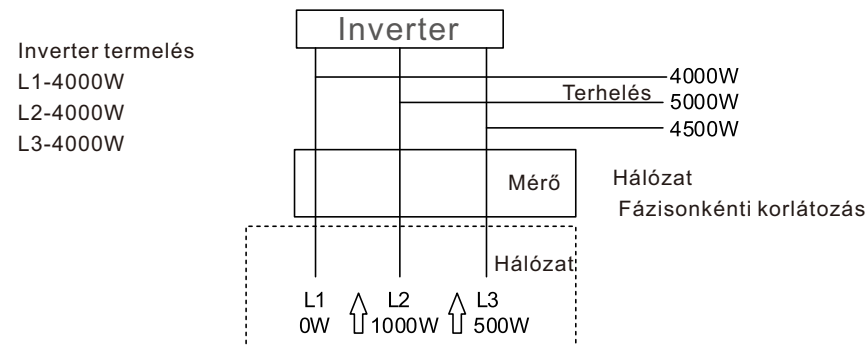 Inverter
Inverter termelés
L1-4000W
L2-4000W
L3-4000W
4000W
Terhelés
5000W
4500W
Mérő
Hálózat
Fázisonkénti korlátozás
Hálózat
L1 L2 L3
0W 1000W 500W